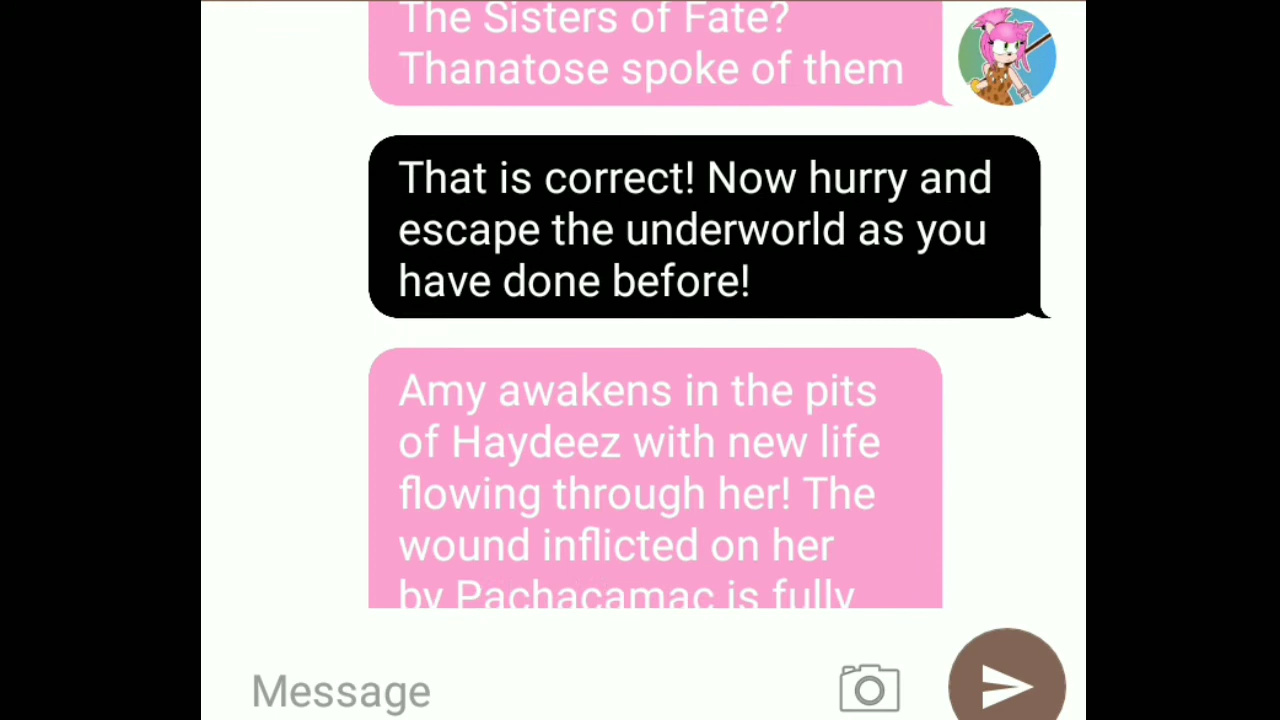 The Sisters of Fate?
Thanatose spoke of them
That is correct! Now hurry and
escape the underworld as you
have done before!
Amy awakens in the pits
of Haydeez with new life
flowing through her! The
wound inflicted on her
by Pachacamac is fully
Message